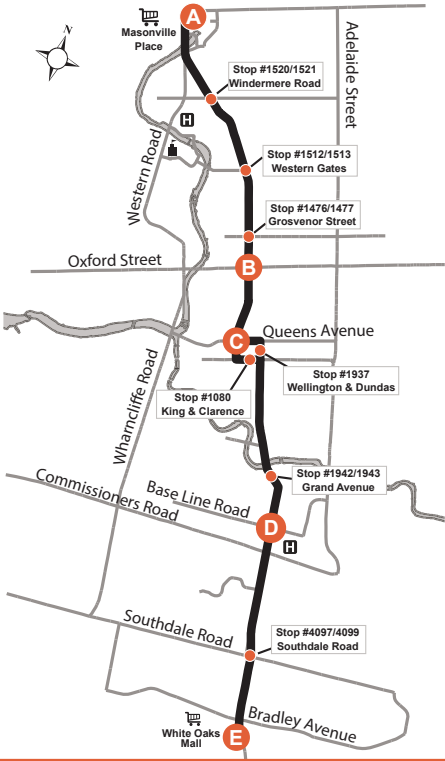 A
Masonville
Place
N
Adelaide Street
Stop #1520/1521
Windermere Road
H
Western Road
Stop #1512/1513
Western Gates
Stop #1476/1477
Grosvenor Street
Oxford Street
B
C
Queens Avenue
Stop #1937
Wellington & Dundas
Stop #1080
King & Clarence
Wharncliffe Road
Stop #1942/1943
Grand Avenue
Commissioners Road
Base Line Road
D
H
Southdale Road
Stop #4097/4099
Southdale Road
Bradley Avenue
White Oaks
Mall
E